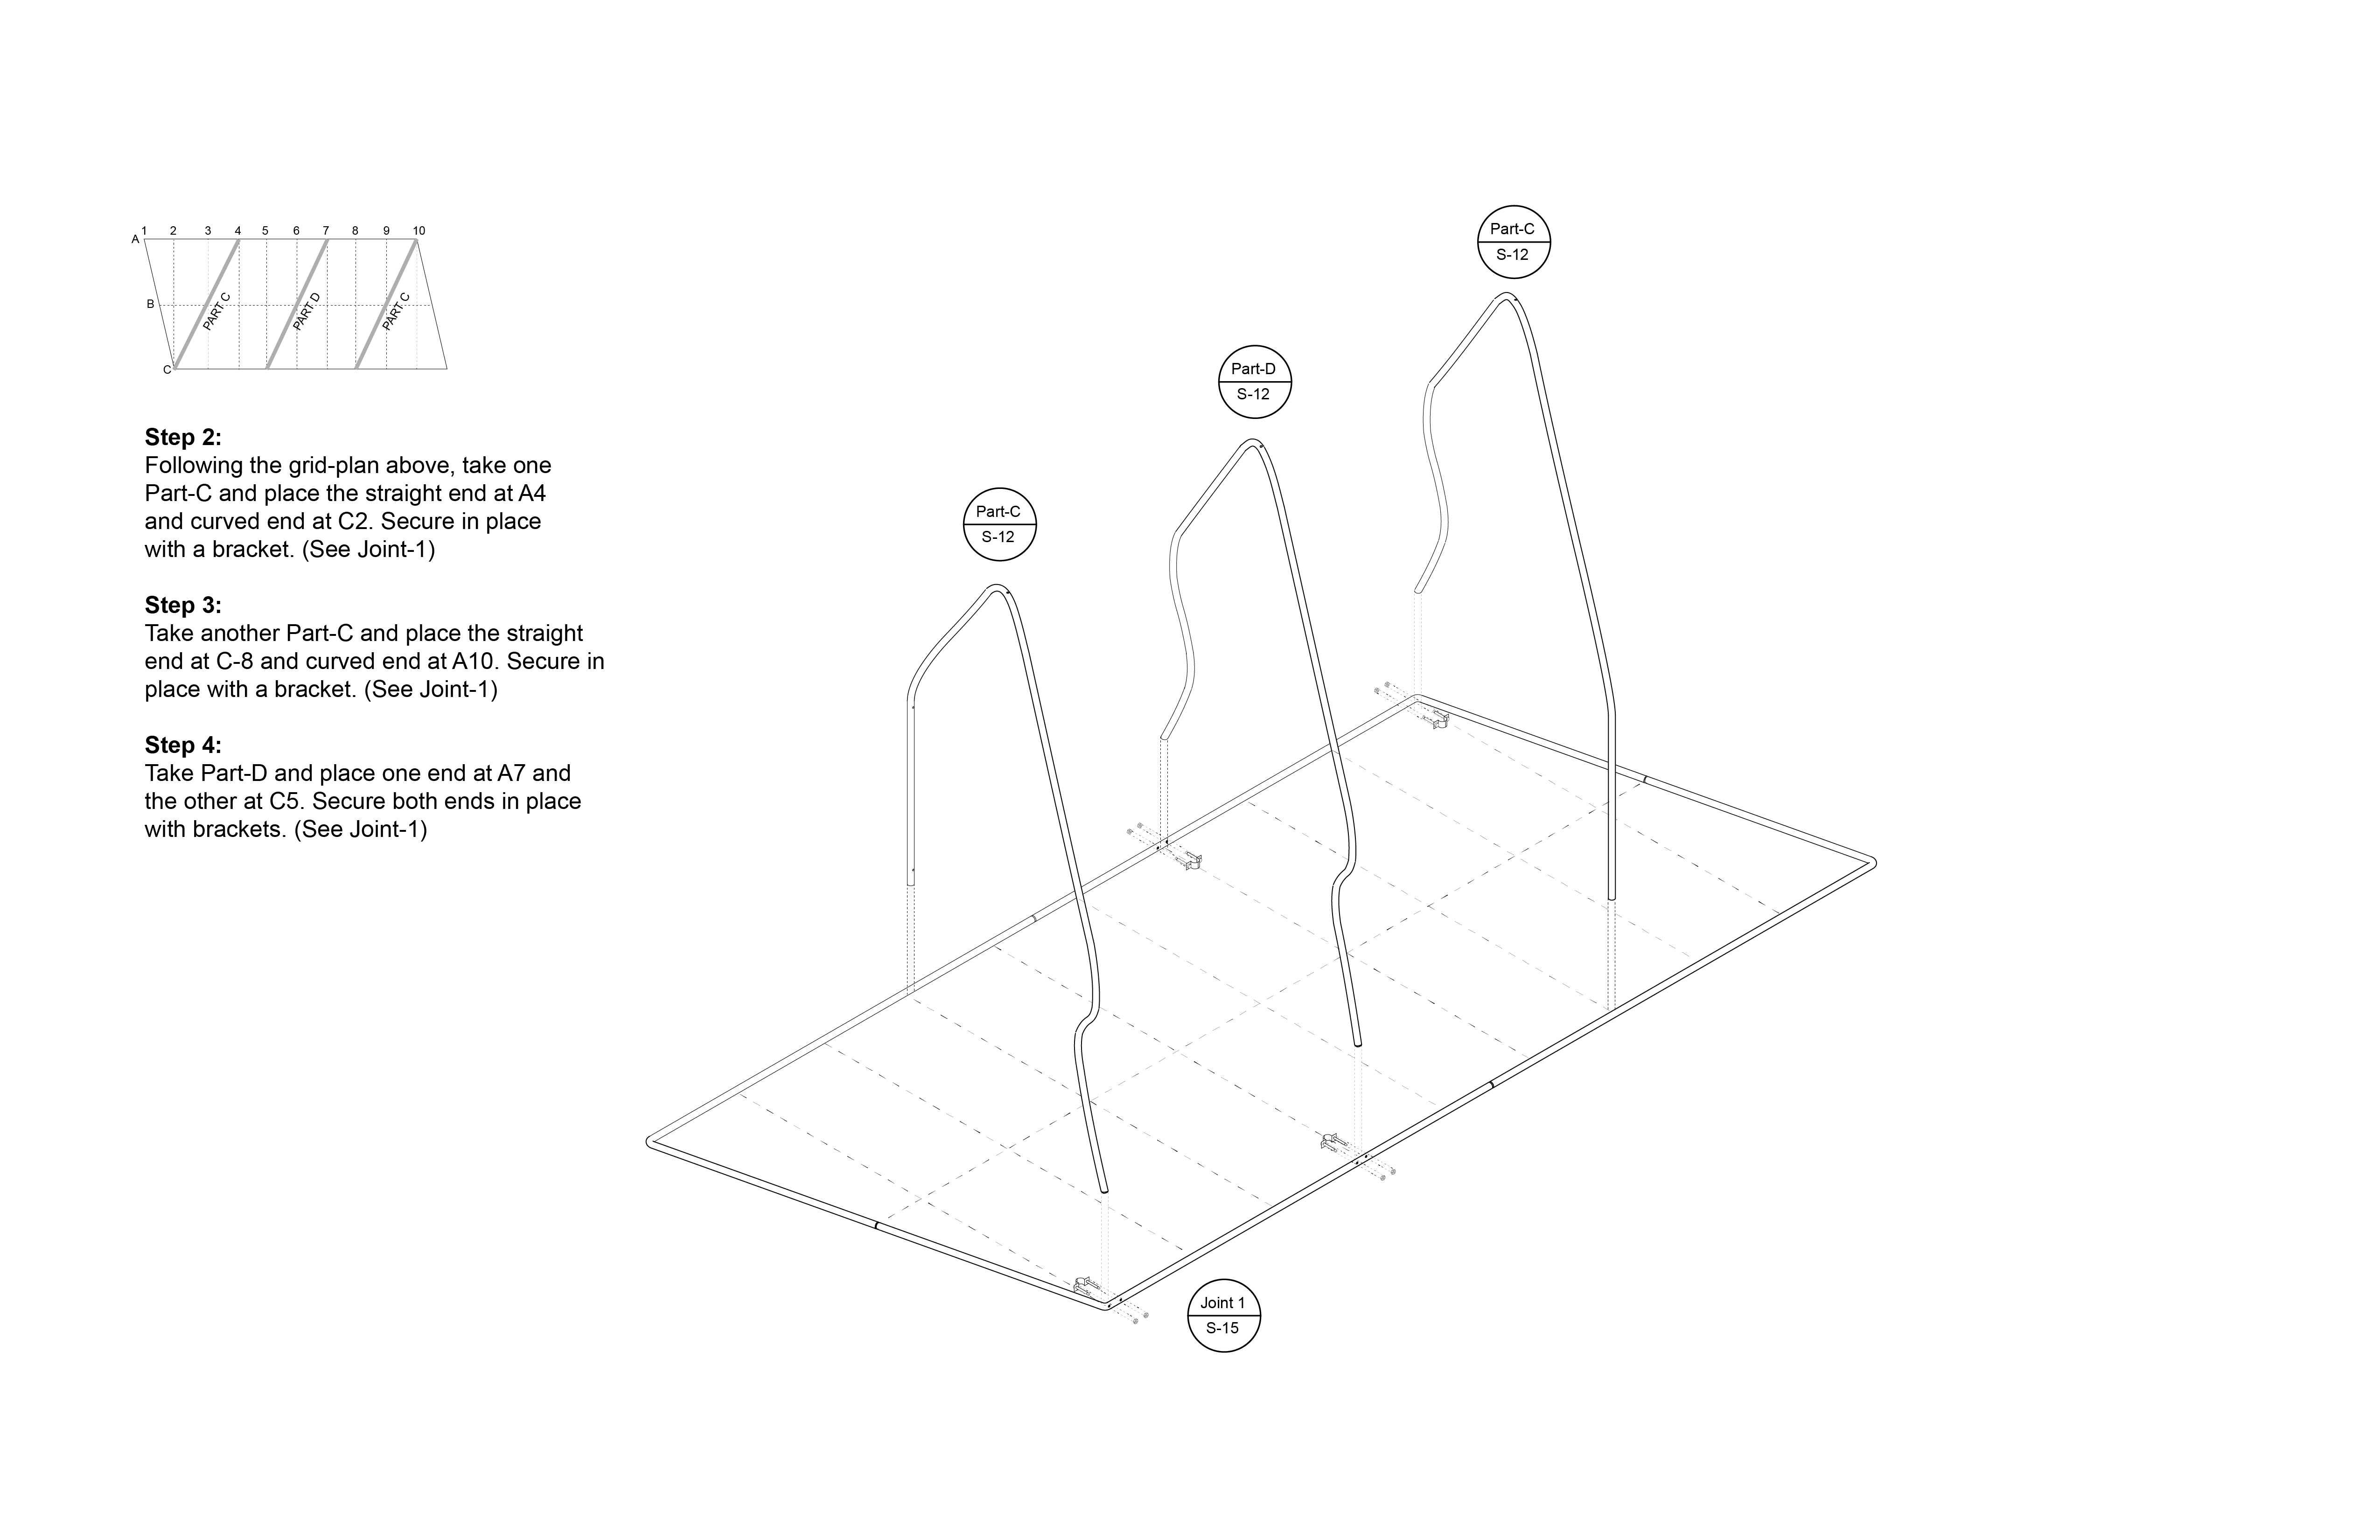 1 2 3 4 5 6 7 8 9 10
A
B
C
PART C
PART D
PART C
Step 2:
Following the grid-plan above, take one
Part-C and place the straight end at A4
and curved end at C2. Secure in place
with a bracket. (See Joint-1)
Step 3:
Take another Part-C and place the straight
end at C-8 and curved end at A10. Secure in
place with a bracket. (See Joint-1)
Step 4:
Take Part-D and place one end at A7 and
the other at C5. Secure both ends in place
with brackets. (See Joint-1)
Part-C
S-12
Part-D
S-12
Part-C
S-12
Joint 1
S-15